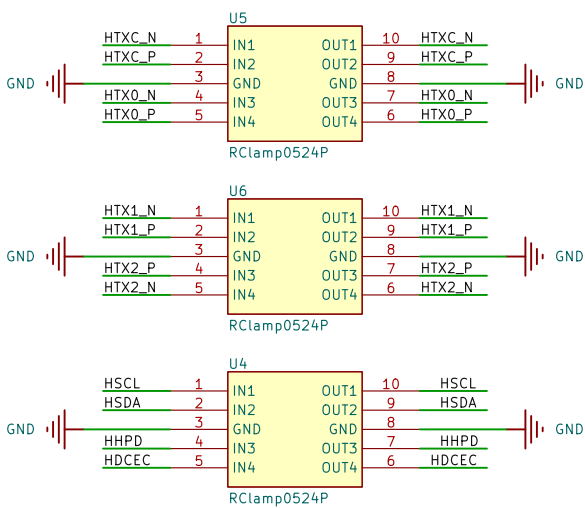 U5
HTXC_N 1 IN1 OUT1 10 HTXC_N
HTXC_P 2 IN2 OUT2 9 HTXC_P
GND 3 GND GND 8 GND
HTX0_N 4 IN3 OUT3 7 HTX0_N
HTX0_P 5 IN4 OUT4 6 HTX0_P
RClamp0524P
U6
HTX1_N 1 IN1 OUT1 10 HTX1_N
HTX1_P 2 IN2 OUT2 9 HTX1_P
GND 3 GND GND 8 GND
HTX2_P 4 IN3 OUT3 7 HTX2_P
HTX2_N 5 IN4 OUT4 6 HTX2_N
RClamp0524P
U4
HSCL 1 IN1 OUT1 10 HSCL
HSDA 2 IN2 OUT2 9 HSDA
GND 3 GND GND 8 GND
HHPD 4 IN3 OUT3 7 HHPD
HDCEC 5 IN4 OUT4 6 HDCEC
RClamp0524P